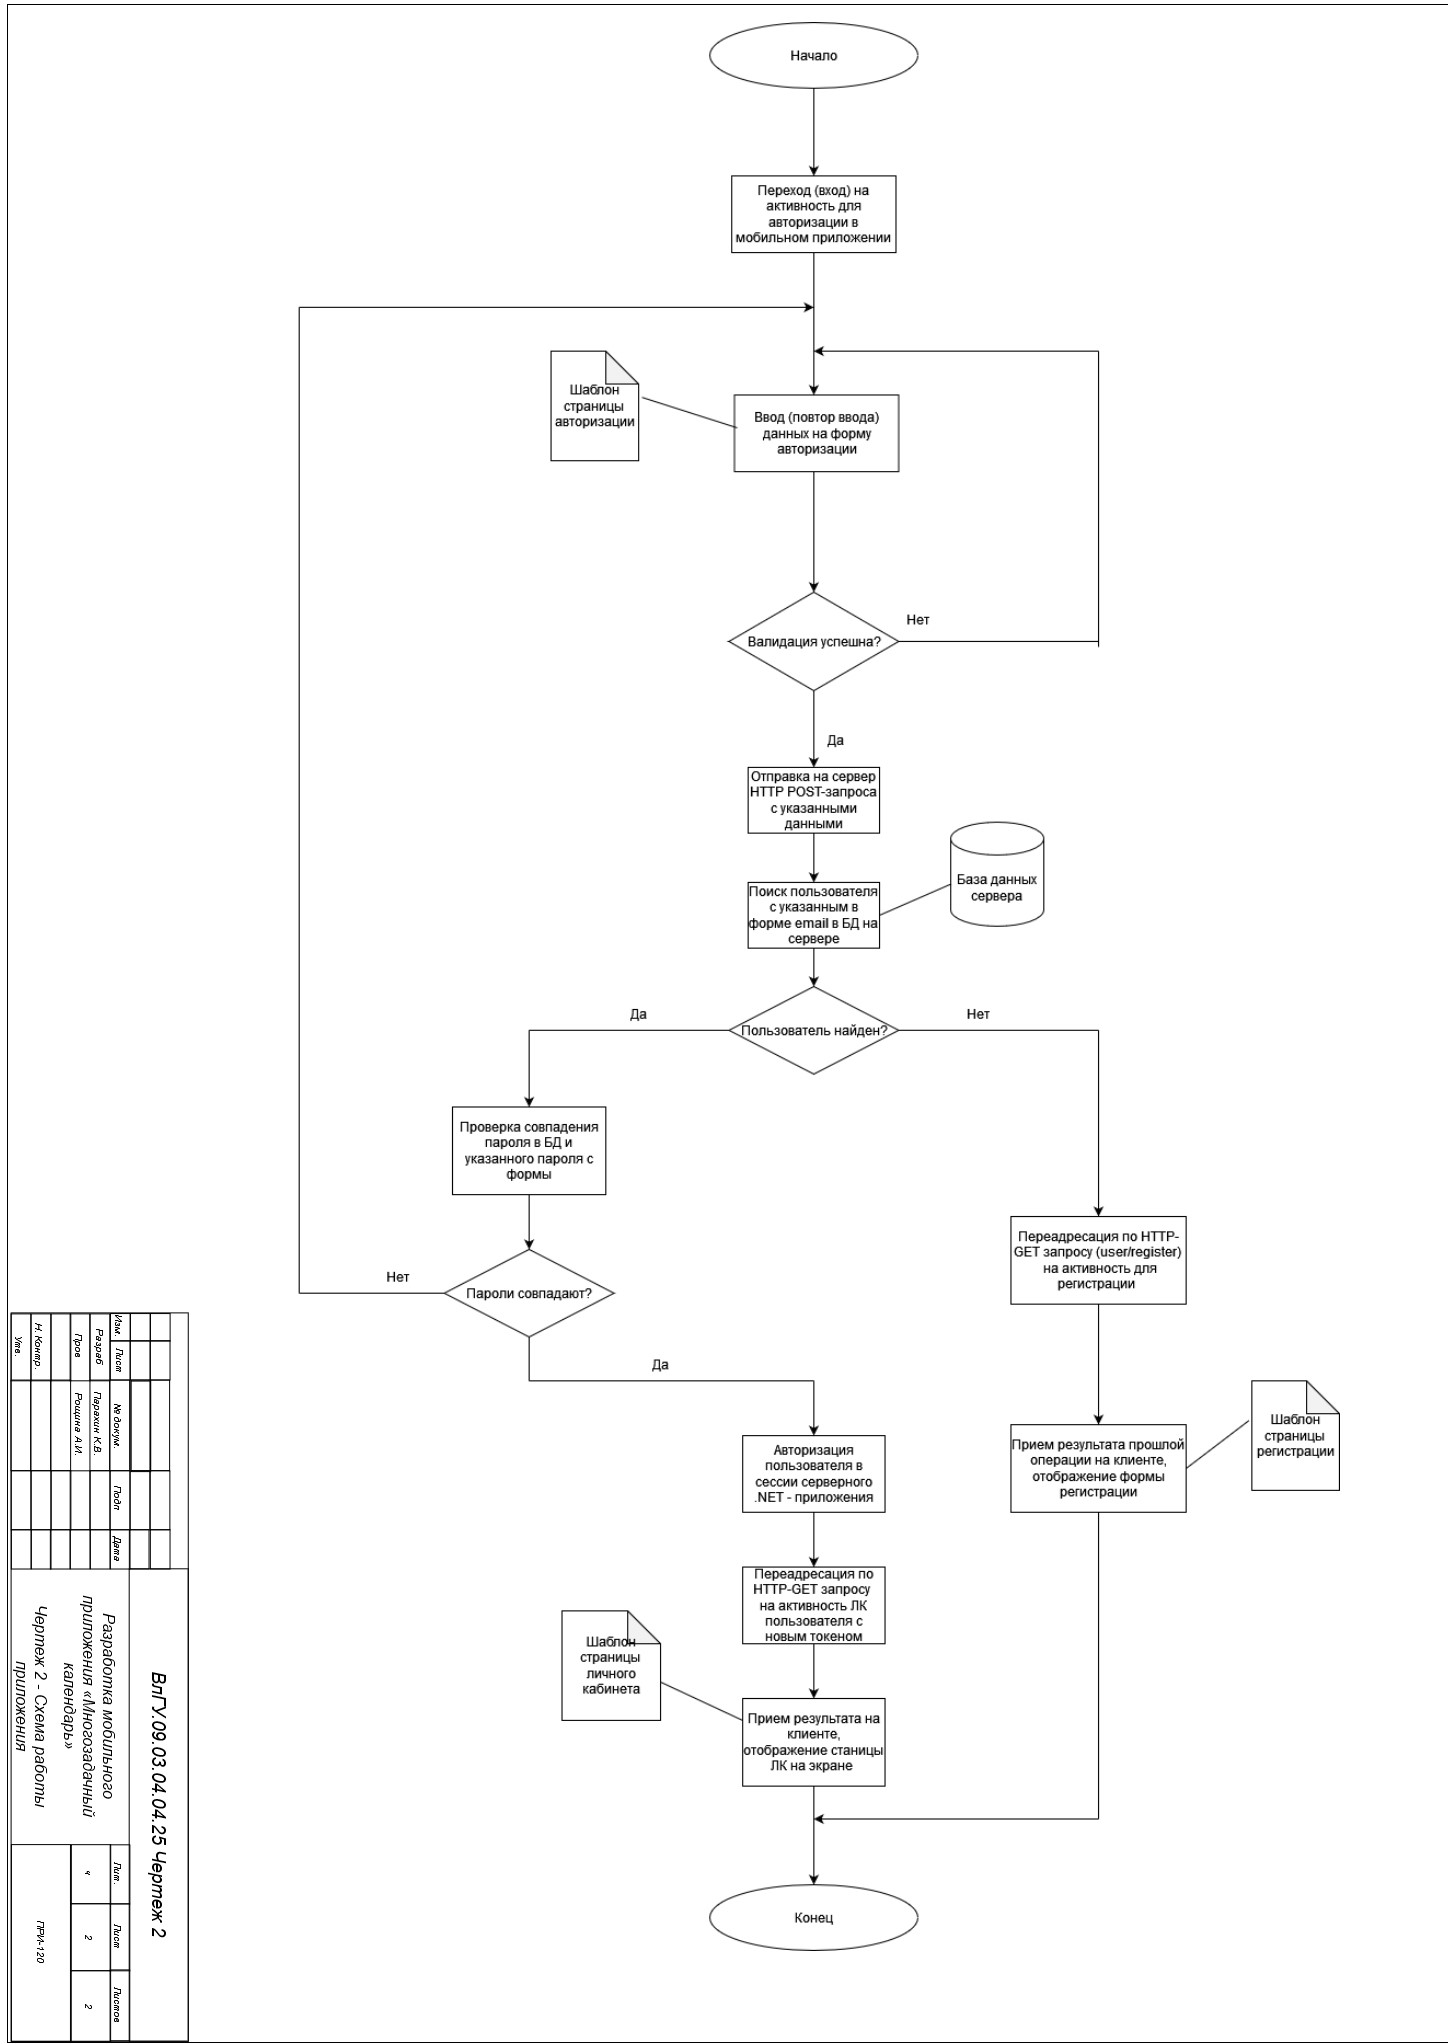 Начало
Переход (вход) на
активность для
авторизации в
мобильном приложении
Шаблон
страницы
авторизации
Ввод (повтор ввода)
данных на форму
авторизации
Валидация успешна?
Нет
Да
Отправка на сервер
HTTP POST-запроса
с указанными
данными
Поиск пользователя
с указанным в
форме email в БД на
сервере
База данных
сервера
Пользователь найден?
Да
Нет
Проверка совпадения
пароля в БД и
указанного пароля с
формы
Пароли совпадают?
Нет
Да
Переадресация по HTTP-
GET запросу (user/register)
на активность для
регистрации
Прием результата прошлой
операции на клиенте,
отображение формы
регистрации
Шаблон
страницы
регистрации
Авторизация
пользователя в
сессии серверного
.NET - приложения
Переадресация по
HTTP-GET запросу
на активность ЛК
пользователя с
новым токеном
Шаблон
страницы
личного
кабинета
Прием результата на
клиенте,
отображение станицы
ЛК на экране
Конец
ВлГУ.09.03.04.04.25 Чертеж 2
Изм.
Лист
№ докум.
Подп
Дата
Разраб
Парахин К.В.
Пров
Рощина А.И.
Н. Контр.
Утв.
Разработка мобильного
приложения «Многозадачный
календарь»
Чертеж 2 - Схема работы
приложения
Лит.
Лист
Листов
ч
2
2
ПРИ-120